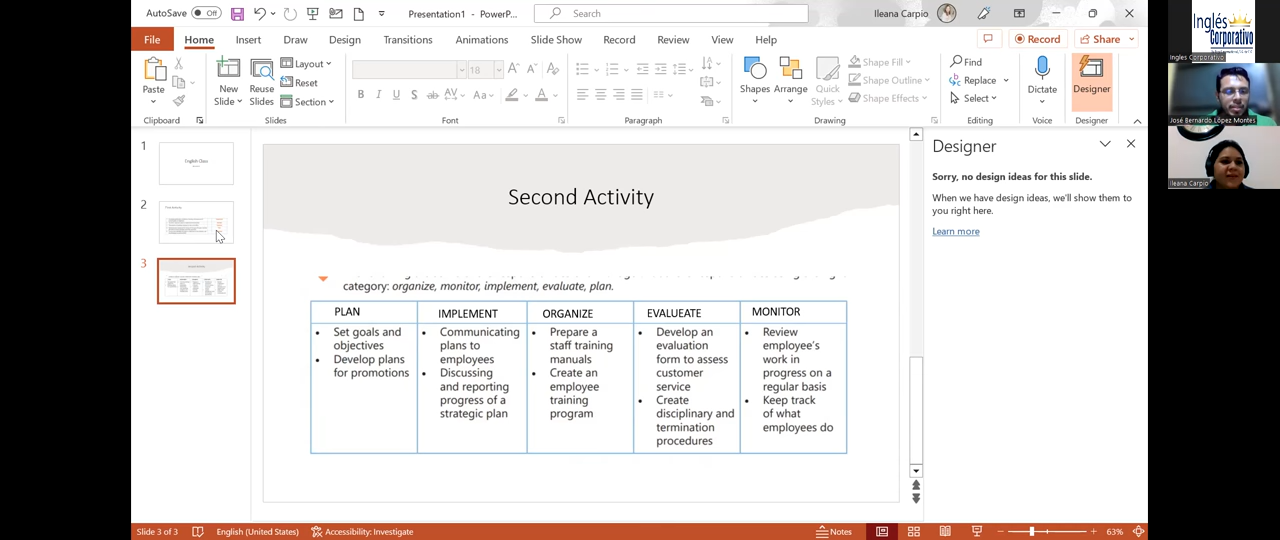 AutoSave Off Presentation1 - PowerP... Search Ileana Carpio
File Home Insert Draw Design Transitions Animations Slide Show Record Review View Help Record Share
Paste
Clipboard
New Slide
Reuse Slides
Layout
Reset
Section
Slides
18
Font
Paragraph
Shapes
Arrange
Quick Styles
Shape Fill
Shape Outline
Shape Effects
Drawing
Find
Replace
Select
Editing
Dictate
Voice
Designer
Designer
1
2
3
Second Activity
category: organize, monitor, implement, evaluate, plan.
PLAN
Set goals and
objectives
Develop plans
for promotions
IMPLEMENT
Communicating
plans to
employees
Discussing
and reporting
progress of a
strategic plan
ORGANIZE
Prepare a
staff training
manuals
Create an
employee
training
program
EVALUEATE
Develop an
evaluation
form to assess
customer
service
Create
disciplinary and
termination
procedures
MONITOR
Review
employee's
work in
progress on a
regular basis
Keep track
of what
employees do
Designer
Sorry, no design ideas for this slide.
When we have design ideas, we'll show them to
you right here.
Learn more
Slide 3 of 3 English (United States) Accessibility: Investigate Notes 63%
Inglés
Corporativo
Ingles Corporativo
José Bernardo López Montes
Ileana Carpio